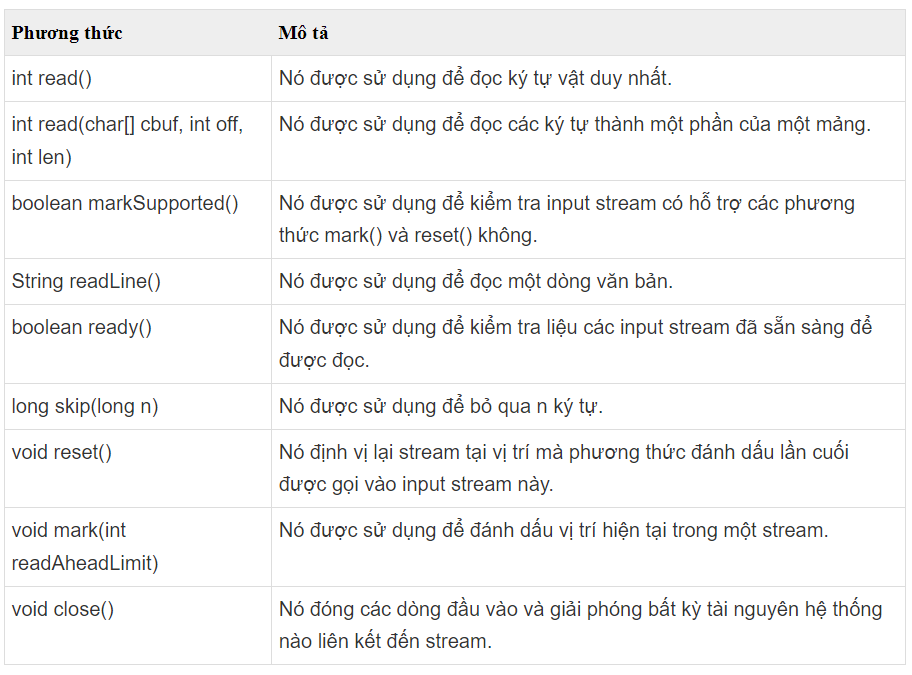 Phương thức Mô tả
int read() Nó được sử dụng để đọc ký tự vật duy nhất.
int read(char[] cbuf, int off, Nó được sử dụng để đọc các ký tự thành một phần của một mảng.
int len)
boolean markSupported() Nó được sử dụng để kiểm tra input stream có hỗ trợ các phương
thức mark() và reset() không.
String readLine() Nó được sử dụng để đọc một dòng văn bản.
boolean ready() Nó được sử dụng để kiểm tra liệu các input stream đã sẵn sàng để
được đọc.
long skip(long n) Nó được sử dụng để bỏ qua n ký tự.
void reset() Nó định vị lại stream tại vị trí mà phương thức đánh dấu lần cuối
được gọi vào input stream này.
void mark(int Nó được sử dụng để đánh dấu vị trí hiện tại trong một stream.
readAheadLimit)
void close() Nó đóng các dòng đầu vào và giải phóng bất kỳ tài nguyên hệ thống
nào liên kết đến stream.